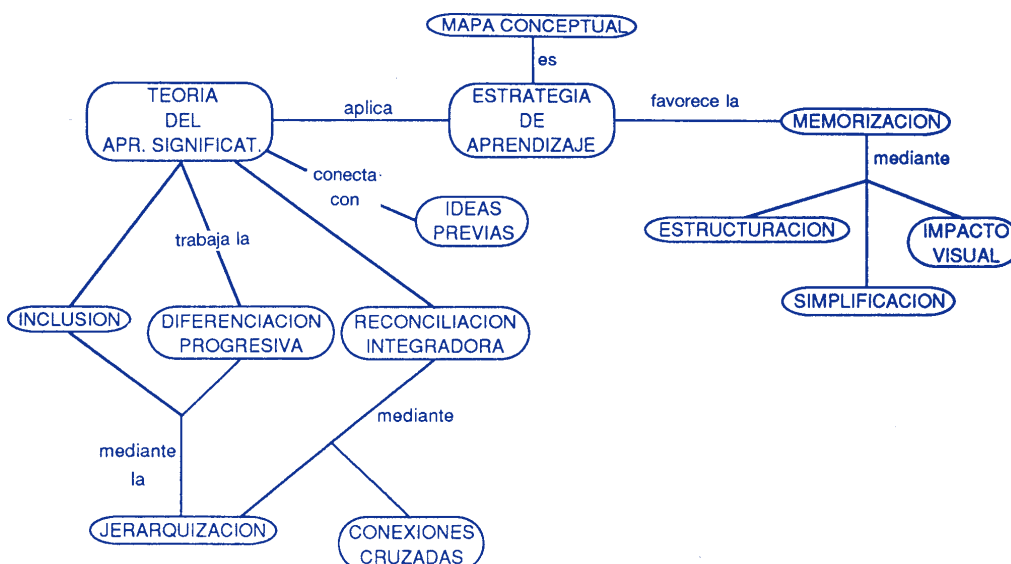 MAPA CONCEPTUAL
es
TEORIA
DEL
APR. SIGNIFICAT.
aplica
ESTRATEGIA
DE
APRENDIZAJE
favorece la
MEMORIZACION
mediante
conecta
con
IDEAS
PREVIAS
ESTRUCTURACION
IMPACTO
VISUAL
SIMPLIFICACION
trabaja la
INCLUSION
DIFERENCIACION
PROGRESIVA
RECONCILIACION
INTEGRADORA
mediante
la
mediante
JERARQUIZACION
CONEXIONES
CRUZADAS